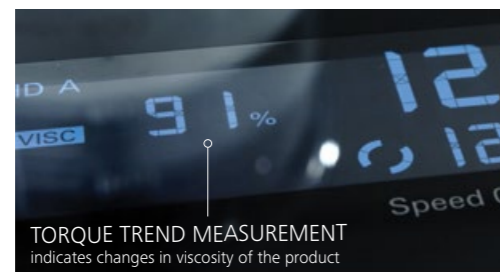 ID A
VISC
91 %
12
12
Speed
TORQUE TREND MEASUREMENT
indicates changes in viscosity of the product